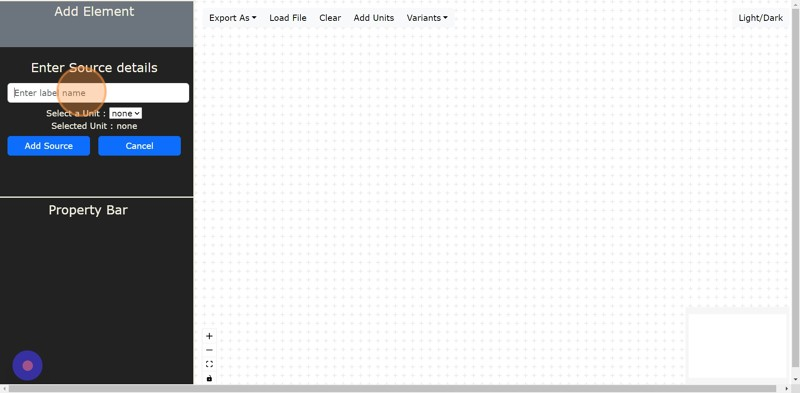 Add Element
Export As Load File Clear Add Units Variants Light/Dark
Enter Source details
Enter label name
Select a Unit : none
Selected Unit : none
Add Source Cancel
Property Bar